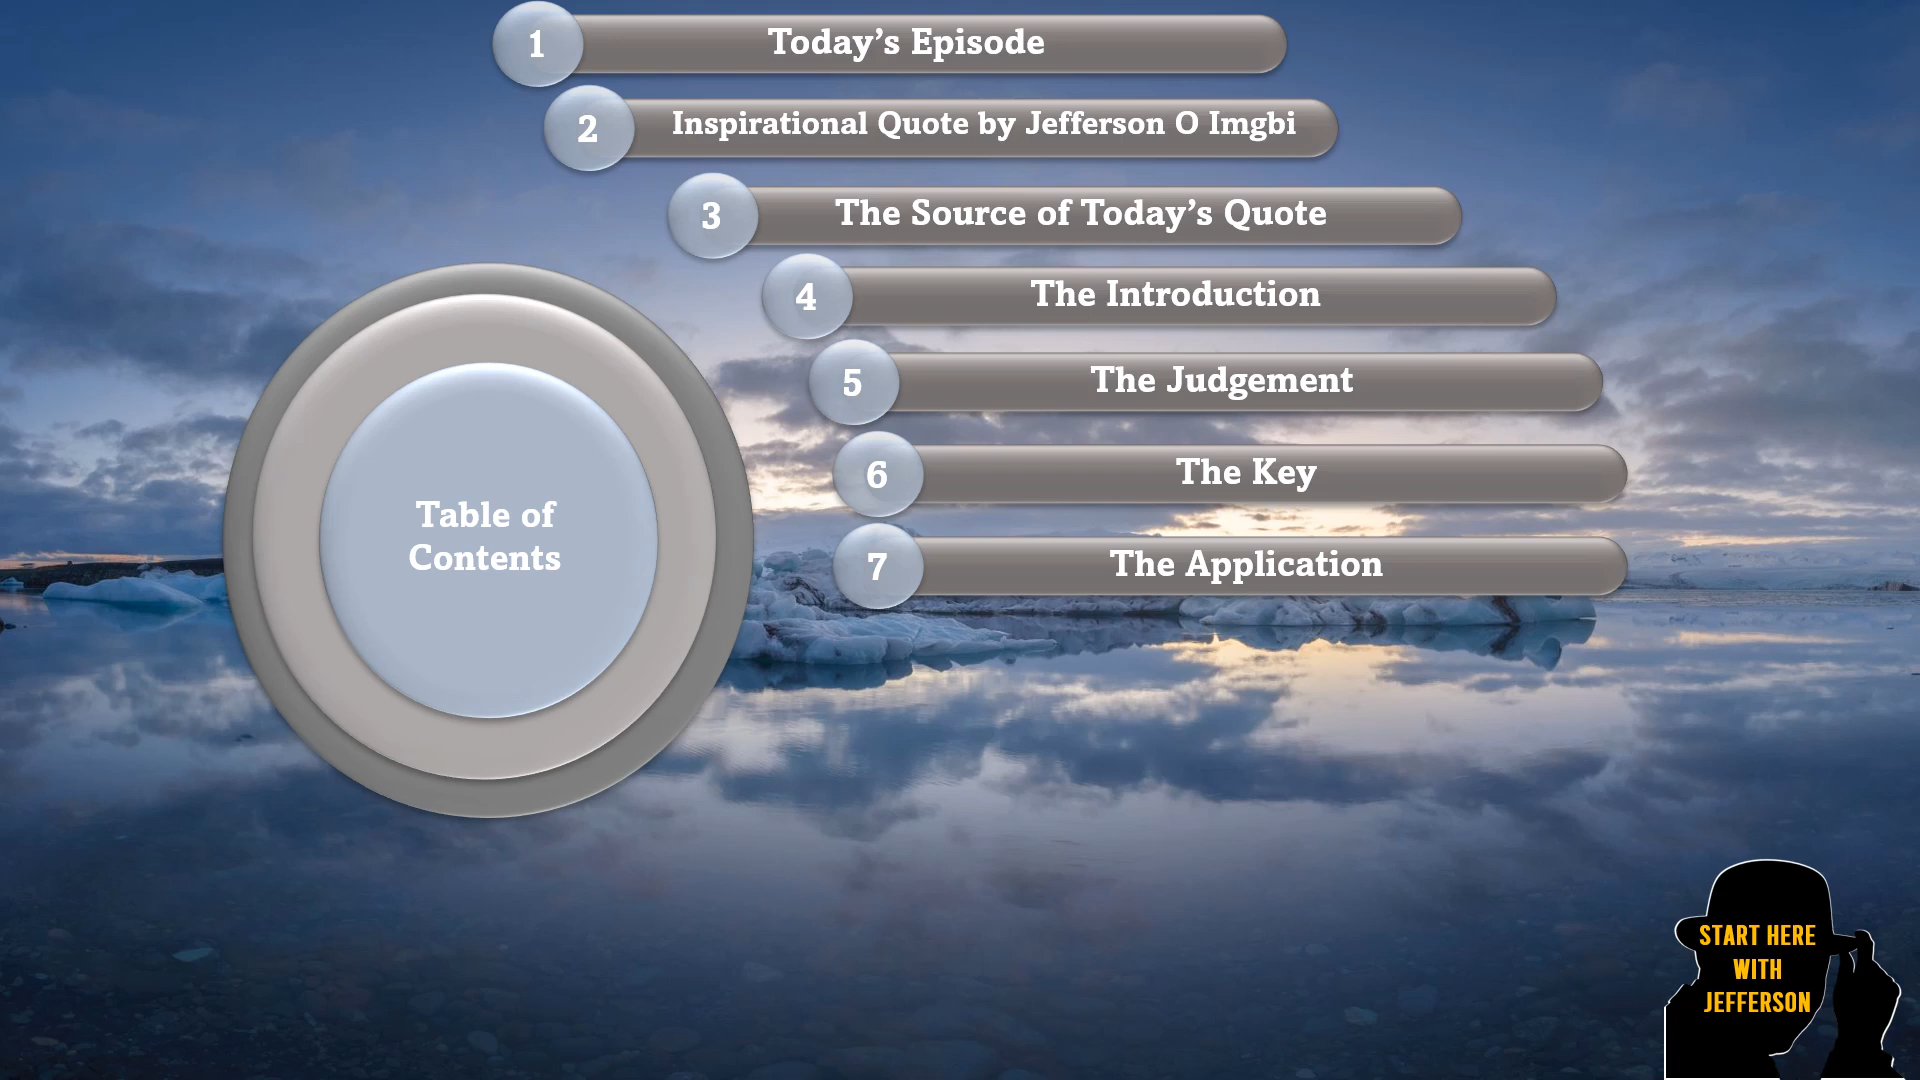 1 Today’s Episode
2 Inspirational Quote by Jefferson O Imgbi
3 The Source of Today’s Quote
4 The Introduction
5 The Judgement
6 The Key
7 The Application
Table of
Contents
START HERE
WITH
JEFFERSON